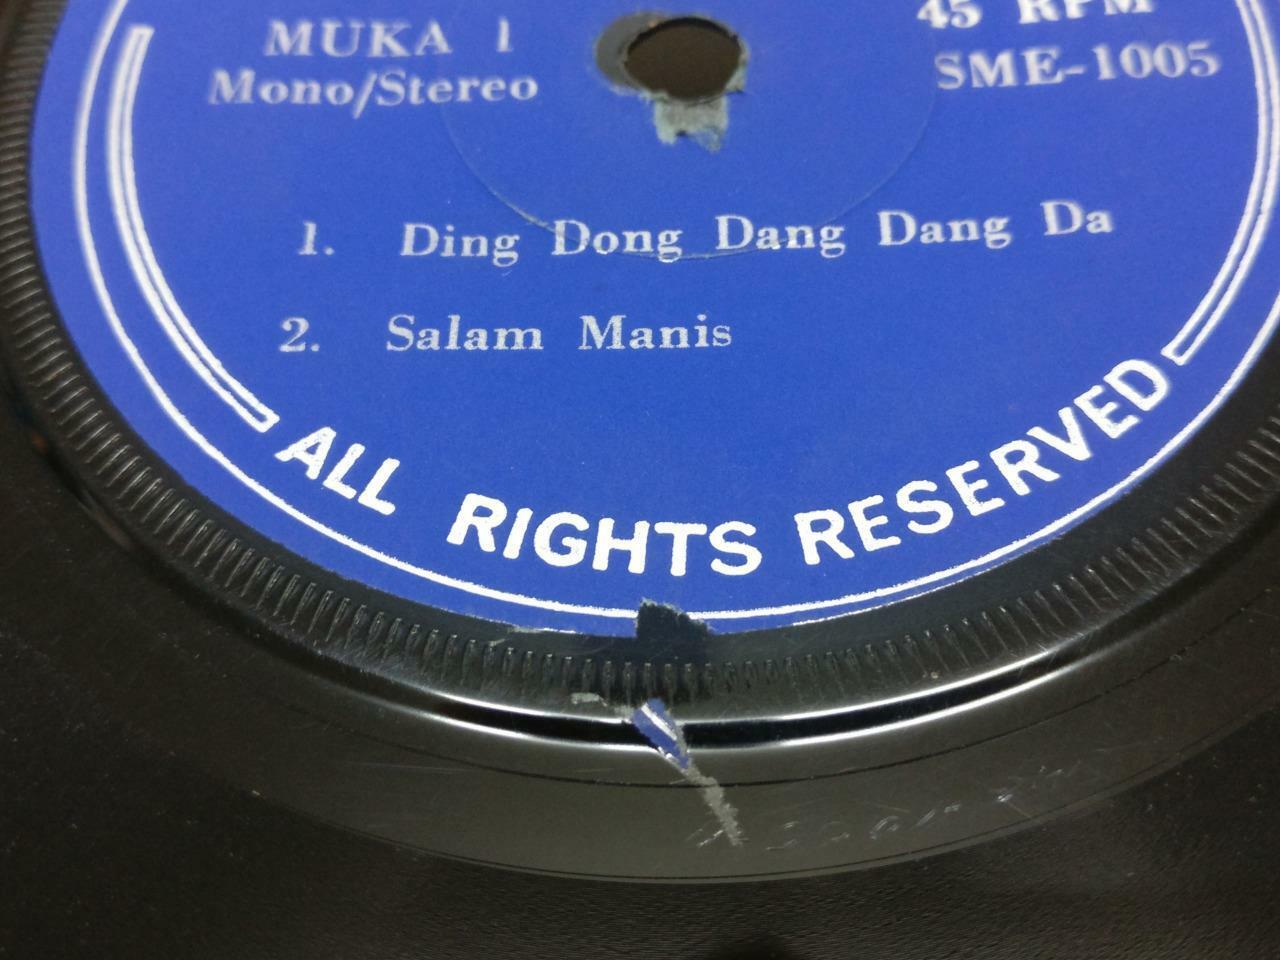 45 RPM
MUKA 1
SME-1005
Mono/Stereo
1. Ding Dong Dang Dang Da
2. Salam Manis
ALL RIGHTS RESERVED